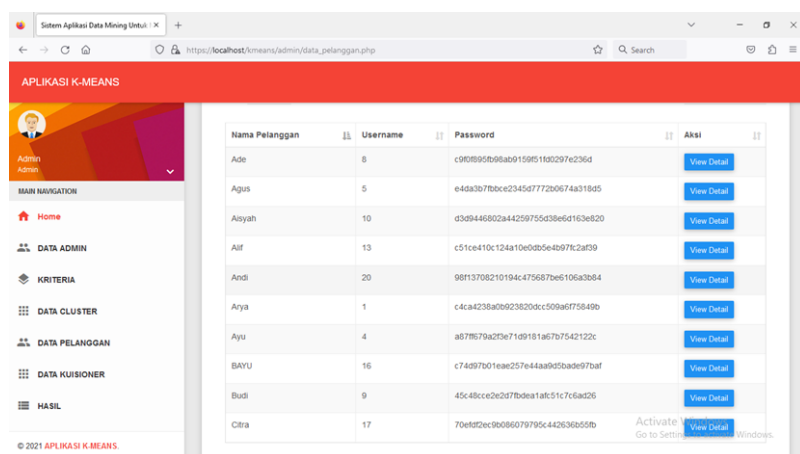 Sistem Aplikasi Data Mining Untuk
https://localhost/kmeans/admin/data_pelanggan.php
Search
APLIKASI K-MEANS
Admin
Admin
MAIN NAVIGATION
Home
DATA ADMIN
KRITERIA
DATA CLUSTER
DATA PELANGGAN
DATA KUISIONER
HASIL
© 2021 APLIKASI K-MEANS.
Nama Pelanggan Username Password Aksi
Ade 8 c9f0f895fb98ab9159f51fd0297e236d View Detail
Agus 5 e4da3b7fbbce2345d7772b0674a318d5 View Detail
Aisyah 10 d3d9446802a44259755d38e6d163e820 View Detail
Alif 13 c51ce410c124a10e0db5e4b97fc2af39 View Detail
Andi 20 98f13708210194c475687be6106a3b84 View Detail
Arya 1 c4ca4238a0b923820dcc509a6f75849b View Detail
Ayu 4 a87ff679a2f3e71d9181a67b7542122c View Detail
BAYU 16 c74d97b01eae257e44aa9d5bade97baf View Detail
Budi 9 45c48cce2e2d7fbdea1afc51c7c6ad26 View Detail
Citra 17 70efdf2ec9b086079795c442636b55fb View Detail
Activate Windows
Go to Settings to activate Windows.